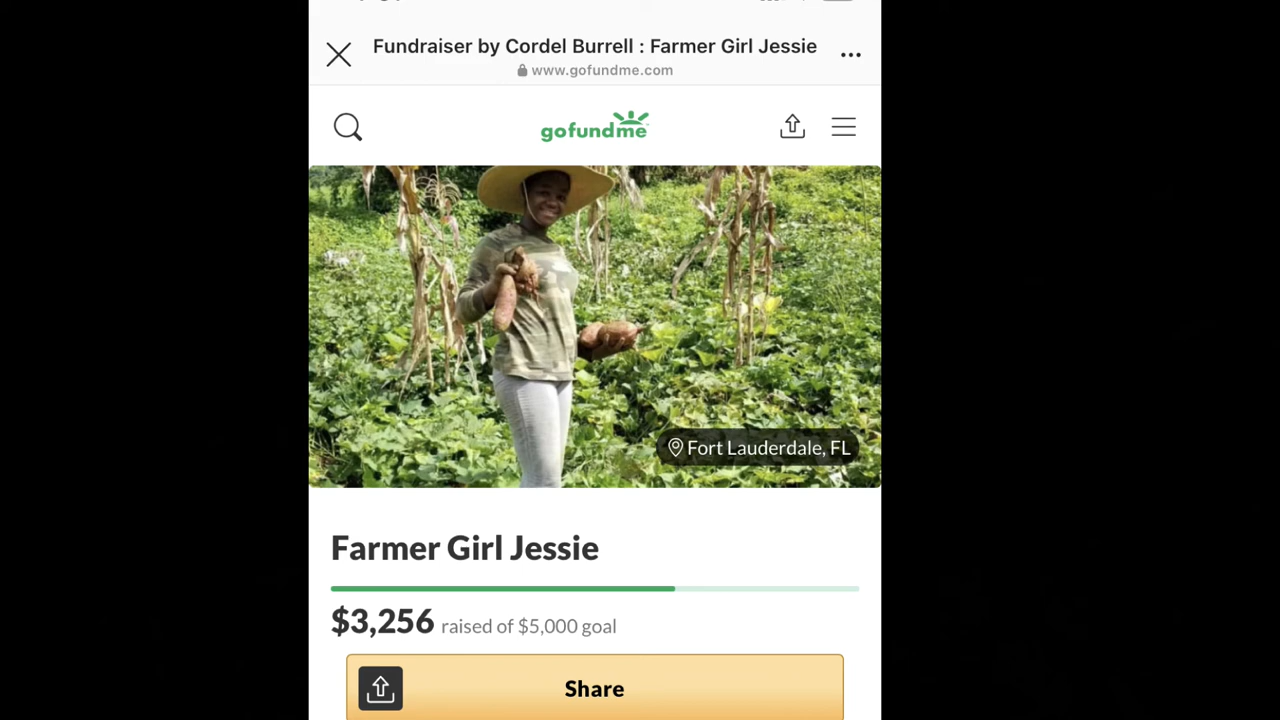 Fundraiser by Cordel Burrell : Farmer Girl Jessie
www.gofundme.com
gofundme
Fort Lauderdale, FL
Farmer Girl Jessie
$3,256 raised of $5,000 goal
Share